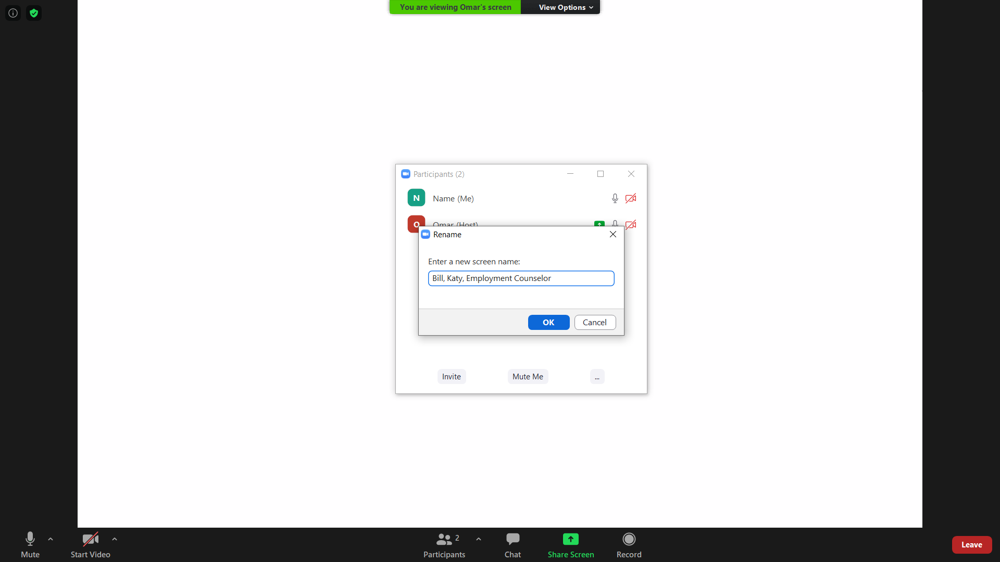 You are viewing Omar's screen
View Options
Participants (2)
N
Name (Me)
O
Omar (Host)
Rename
Enter a new screen name:
Bill, Katy, Employment Counselor
OK
Cancel
Invite
Mute Me
...
Mute
Start Video
2
Participants
Chat
Share Screen
Record
Leave